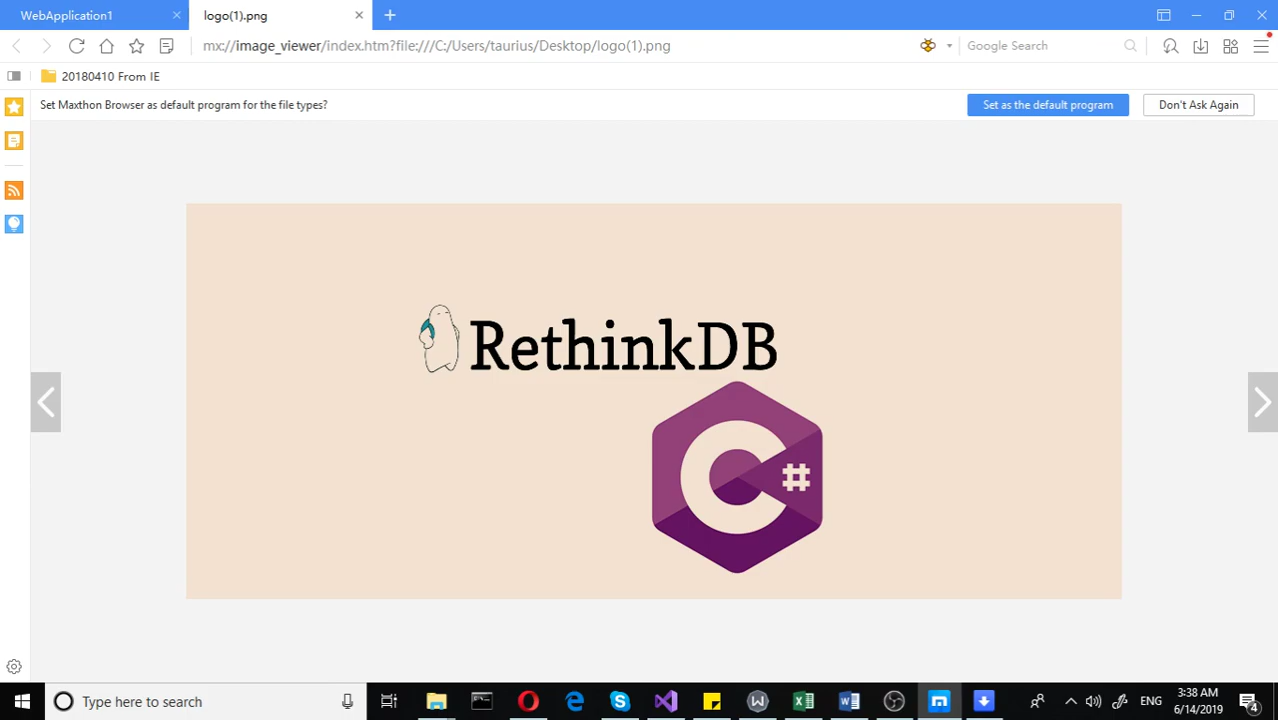 WebApplication1
logo(1).png
mx://image_viewer/index.htm?file:///C:/Users/taurius/Desktop/logo(1).png
Google Search
20180410 From IE
Set Maxthon Browser as default program for the file types?
Set as the default program
Don't Ask Again
RethinkDB
C#
Type here to search
ENG
3:38 AM
6/14/2019
4